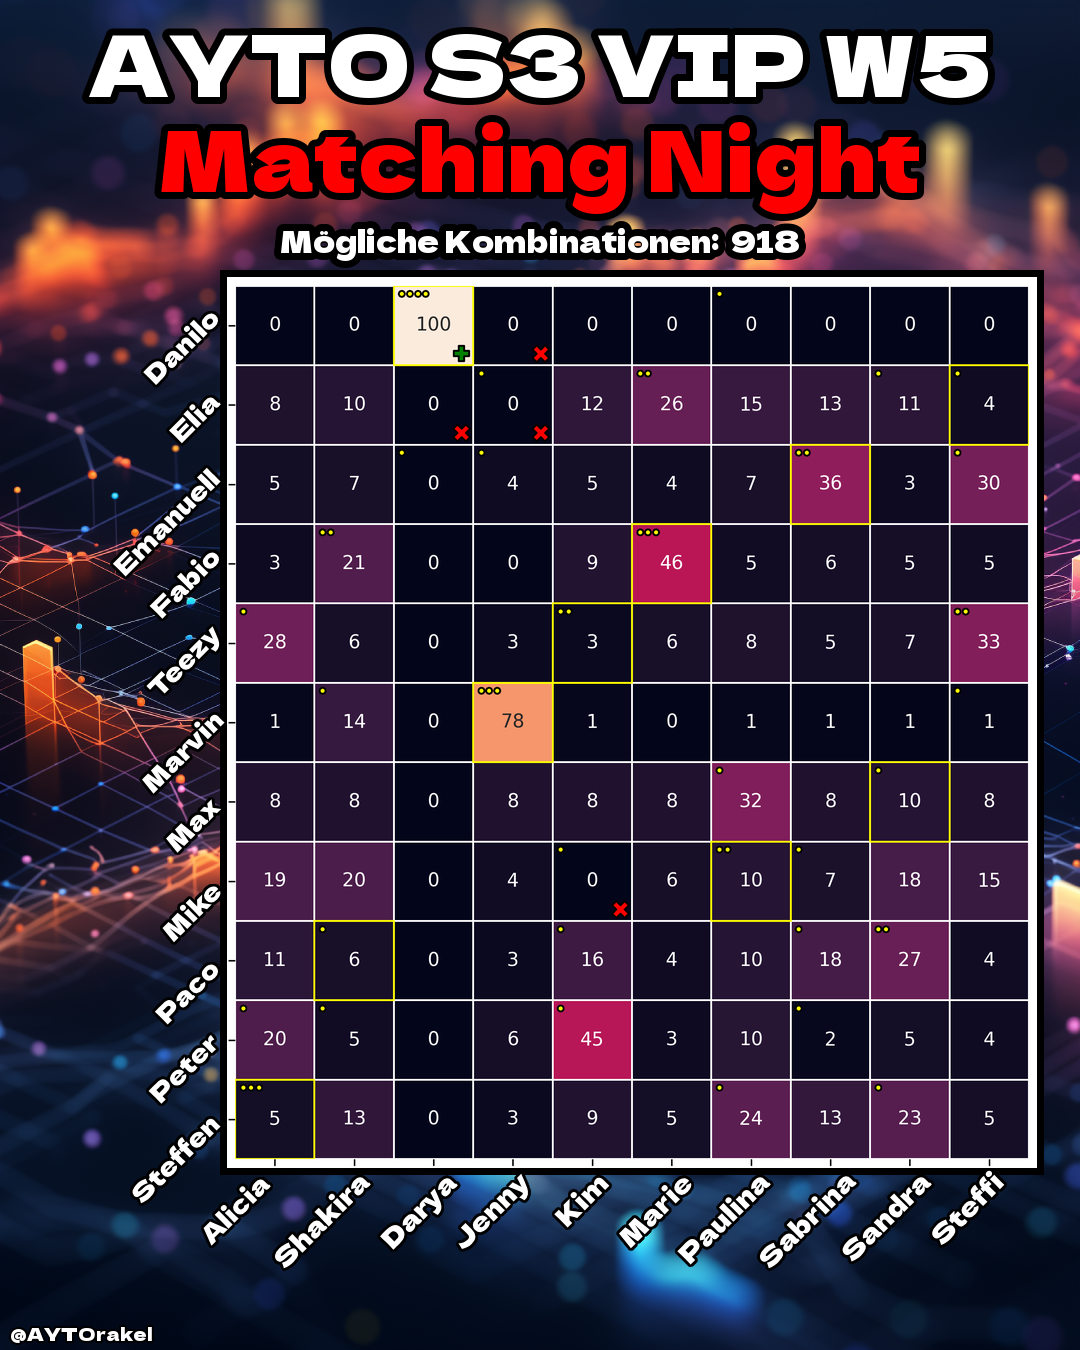 AYTO S3 VIP W5
Matching Night
Mögliche Kombinationen: 918
Danilo 0 0 100 0 0 0 0 0 0 0
Elia 8 10 0 0 12 26 15 13 11 4
Emanuell 5 7 0 4 5 4 7 36 3 30
Fabio 3 21 0 0 9 46 5 6 5 5
Teezy 28 6 0 3 3 6 8 5 7 33
Marvin 1 14 0 78 1 0 1 1 1 1
Max 8 8 0 8 8 8 32 8 10 8
Mike 19 20 0 4 0 6 10 7 18 15
Paco 11 6 0 3 16 4 10 18 27 4
Peter 20 5 0 6 45 3 10 2 5 4
Steffen 5 13 0 3 9 5 24 13 23 5
Alicia Shakira Darya Jenny Kim Marie Paulina Sabrina Sandra Steffi
@AYTOrakel